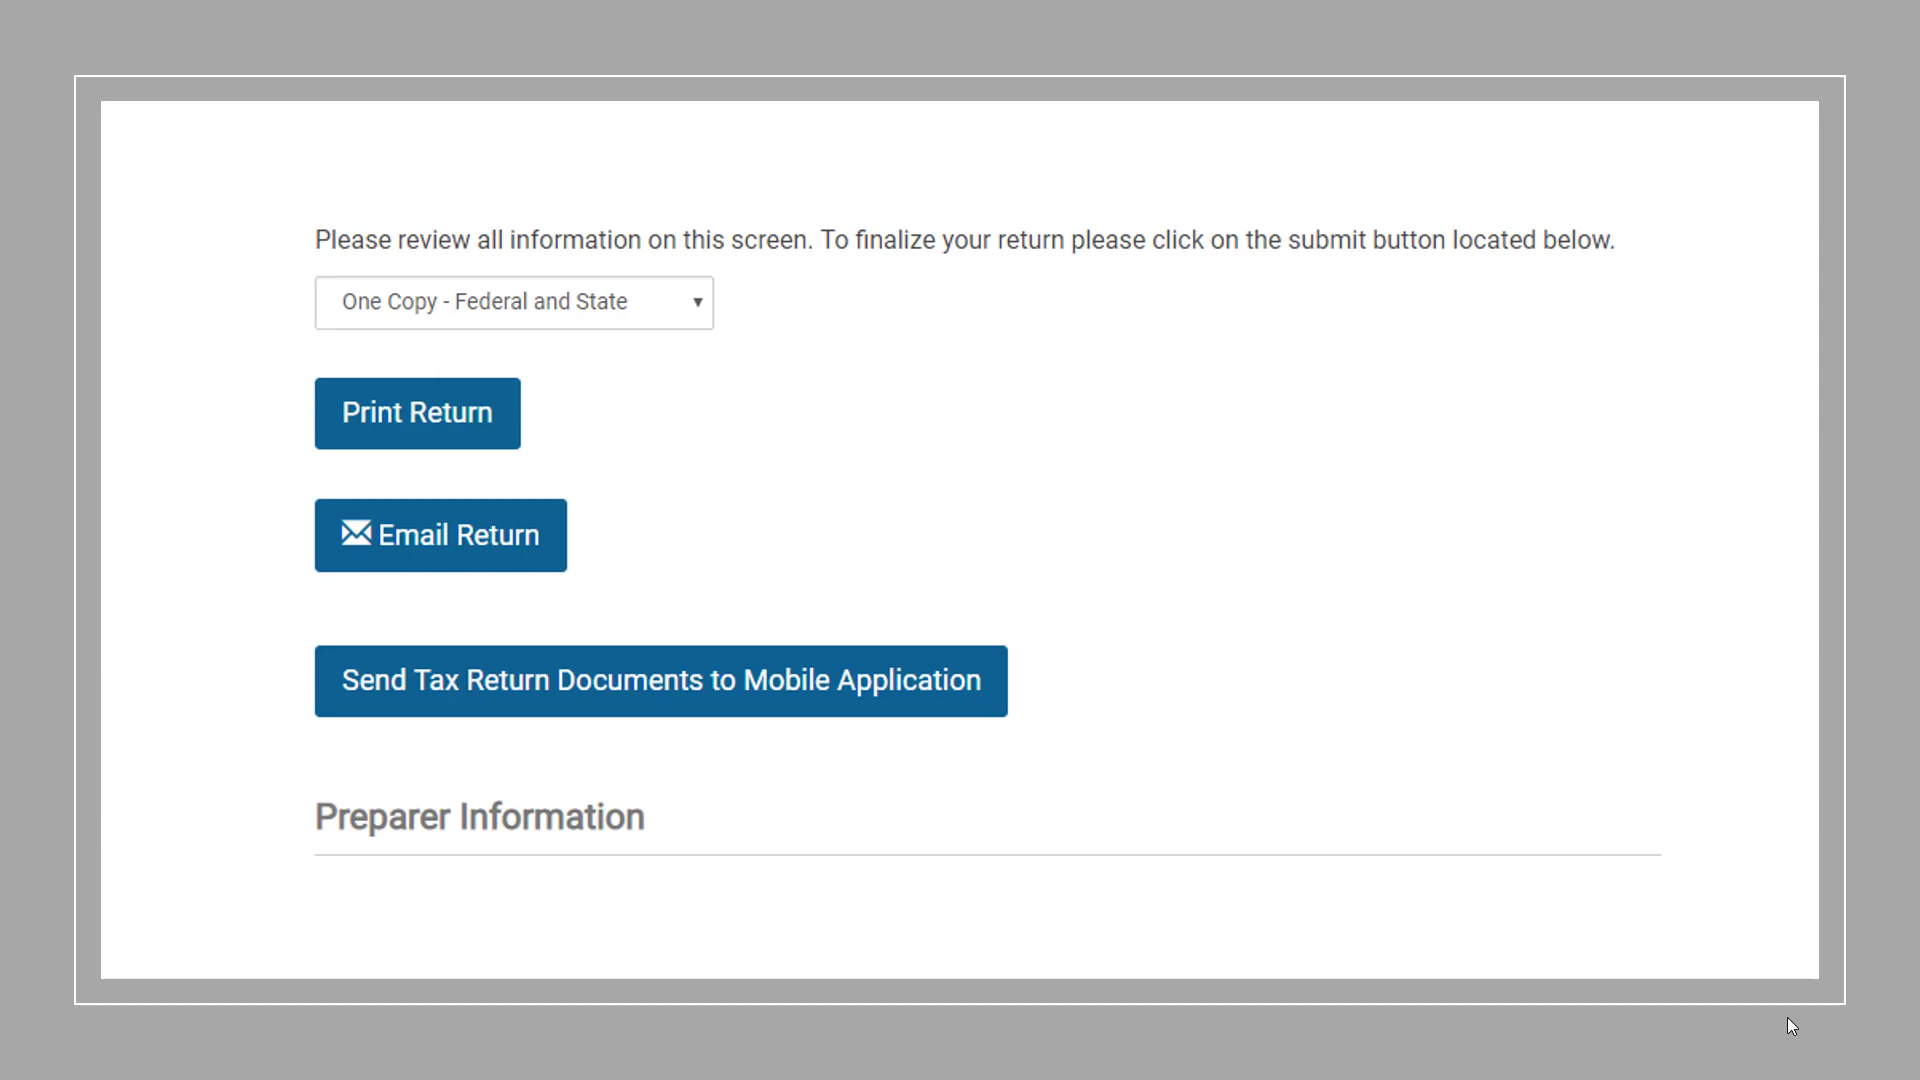 Please review all information on this screen. To finalize your return please click on the submit button located below.
One Copy - Federal and State
Print Return
Email Return
Send Tax Return Documents to Mobile Application
Preparer Information